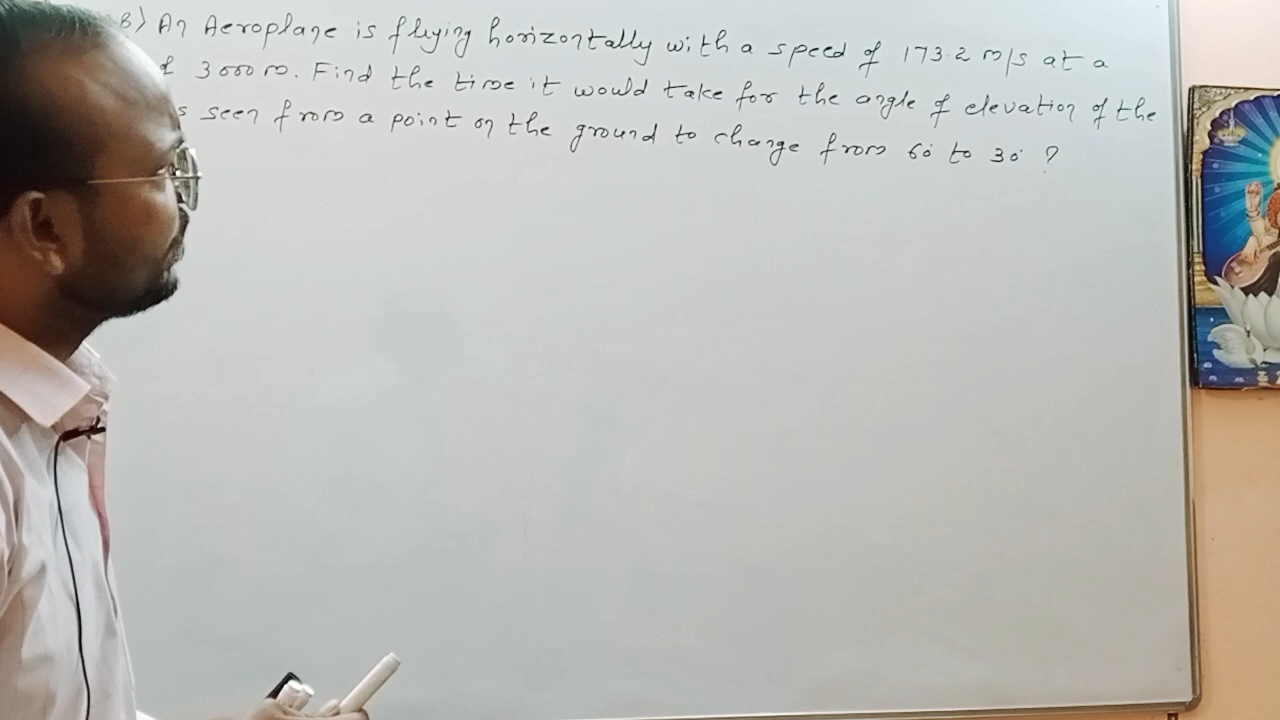 B) An Aeroplane is flying horizontally with a speed of 173.2 m/s at a
3000 m. Find the time it would take for the angle of elevation of the
seen from a point on the ground to change from 60° to 30° ?